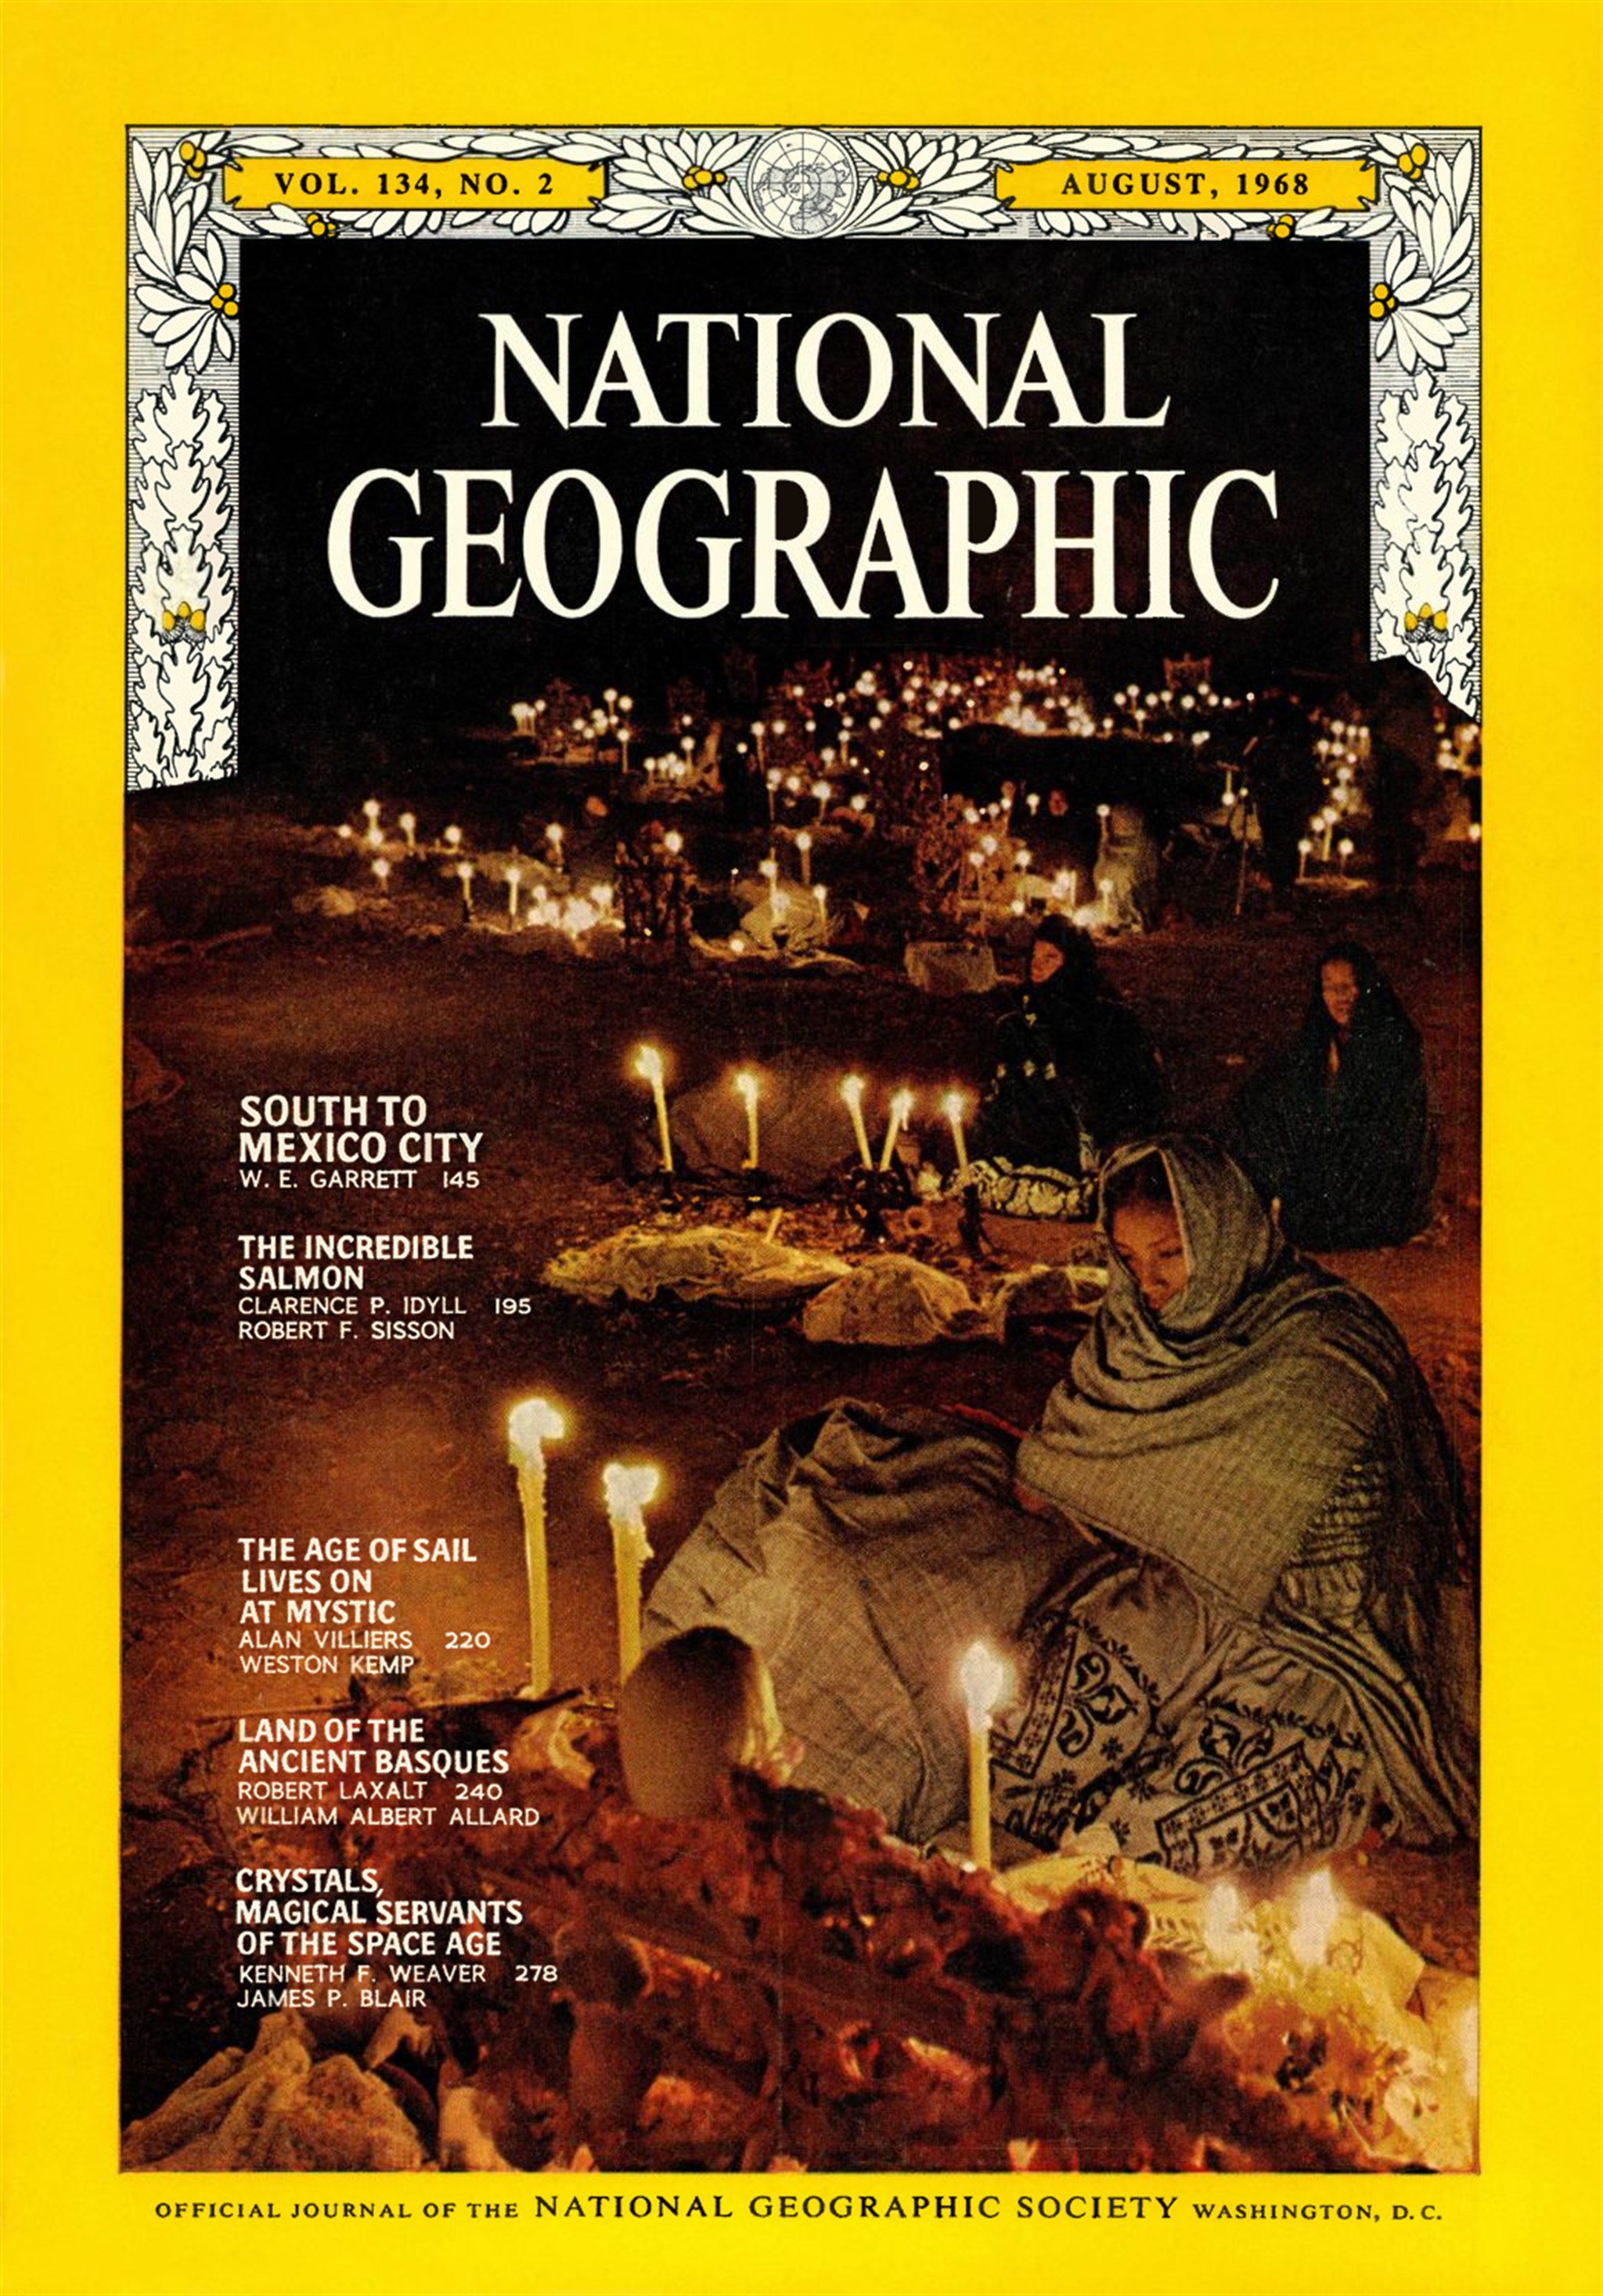 VOL. 134, NO. 2
AUGUST, 1968
NATIONAL
GEOGRAPHIC
SOUTH TO
MEXICO CITY
W. E. GARRETT 145
THE INCREDIBLE
SALMON
CLARENCE P. IDYLL 195
ROBERT F. SISSON
THE AGE OF SAIL
LIVES ON
AT MYSTIC
ALAN VILLIERS 220
WESTON KEMP
LAND OF THE
ANCIENT BASQUES
ROBERT LAXALT 240
WILLIAM ALBERT ALLARD
CRYSTALS,
MAGICAL SERVANTS
OF THE SPACE AGE
KENNETH F. WEAVER 278
JAMES P. BLAIR
OFFICIAL JOURNAL OF THE NATIONAL GEOGRAPHIC SOCIETY WASHINGTON, D. C.